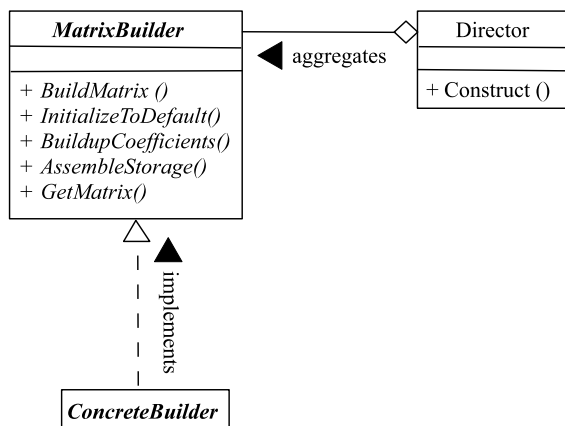 MatrixBuilder
+ BuildMatrix ()
+ InitializeToDefault()
+ BuildupCoefficients()
+ AssembleStorage()
+ GetMatrix()
aggregates
Director
+ Construct ()
implements
ConcreteBuilder